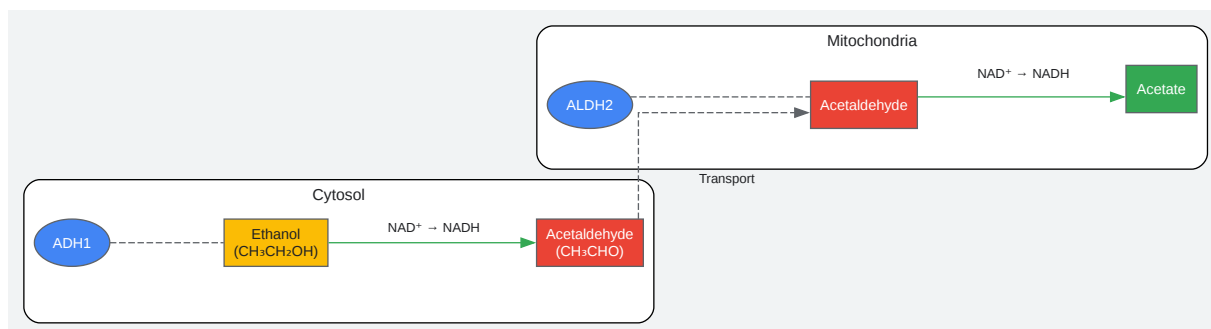 Mitochondria
NAD⁺ → NADH
ALDH2
Acetaldehyde
Acetate
Transport
Cytosol
ADH1
Ethanol
(CH₃CH₂OH)
NAD⁺ → NADH
Acetaldehyde
(CH₃CHO)